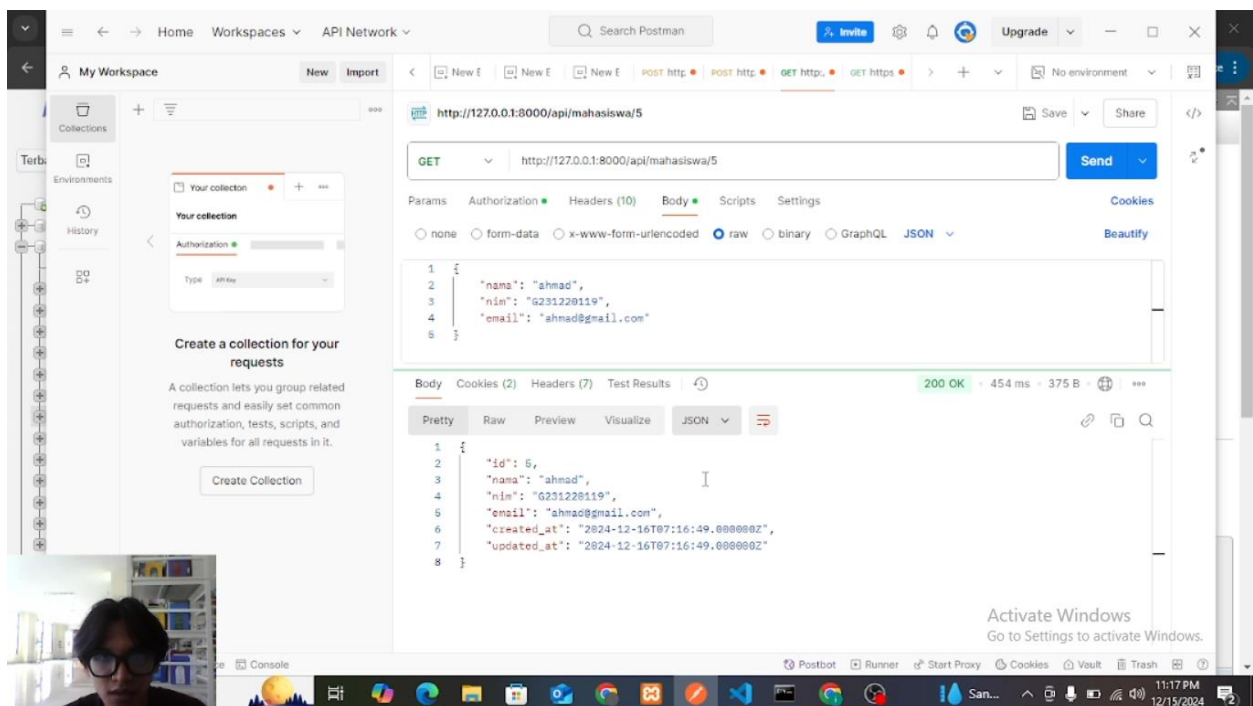 Home Workspaces API Network Search Postman Invite Upgrade
My Workspace New Import New E New E New E POST http POST http GET http:, GET https No environment
Collections
Environments
History
Your collecton
Your collection
Authorization
Type API Key
Create a collection for your
requests
A collection lets you group related
requests and easily set common
authorization, tests, scripts, and
variables for all requests in it.
Create Collection
HTTP http://127.0.0.1:8000/api/mahasiswa/5 Save Share
GET http://127.0.0.1:8000/api/mahasiswa/5 Send
Params Authorization Headers (10) Body Scripts Settings Cookies
none form-data x-www-form-urlencoded raw binary GraphQL JSON Beautify
1 {
2 "nama": "ahmad",
3 "nim": "G231220119",
4 "email": "ahmad@gmail.com"
5 }
Body Cookies (2) Headers (7) Test Results 200 OK 454 ms 375 B
Pretty Raw Preview Visualize JSON
1 {
2 "id": 5,
3 "nama": "ahmad",
4 "nim": "G231220119",
5 "email": "ahmad@gmail.com",
6 "created_at": "2024-12-16T07:16:49.000000Z",
7 "updated_at": "2024-12-16T07:16:49.000000Z"
8 }
Activate Windows
Go to Settings to activate Windows.
Console Postbot Runner Start Proxy Cookies Vault Trash
San... 11:17 PM
12/15/2024